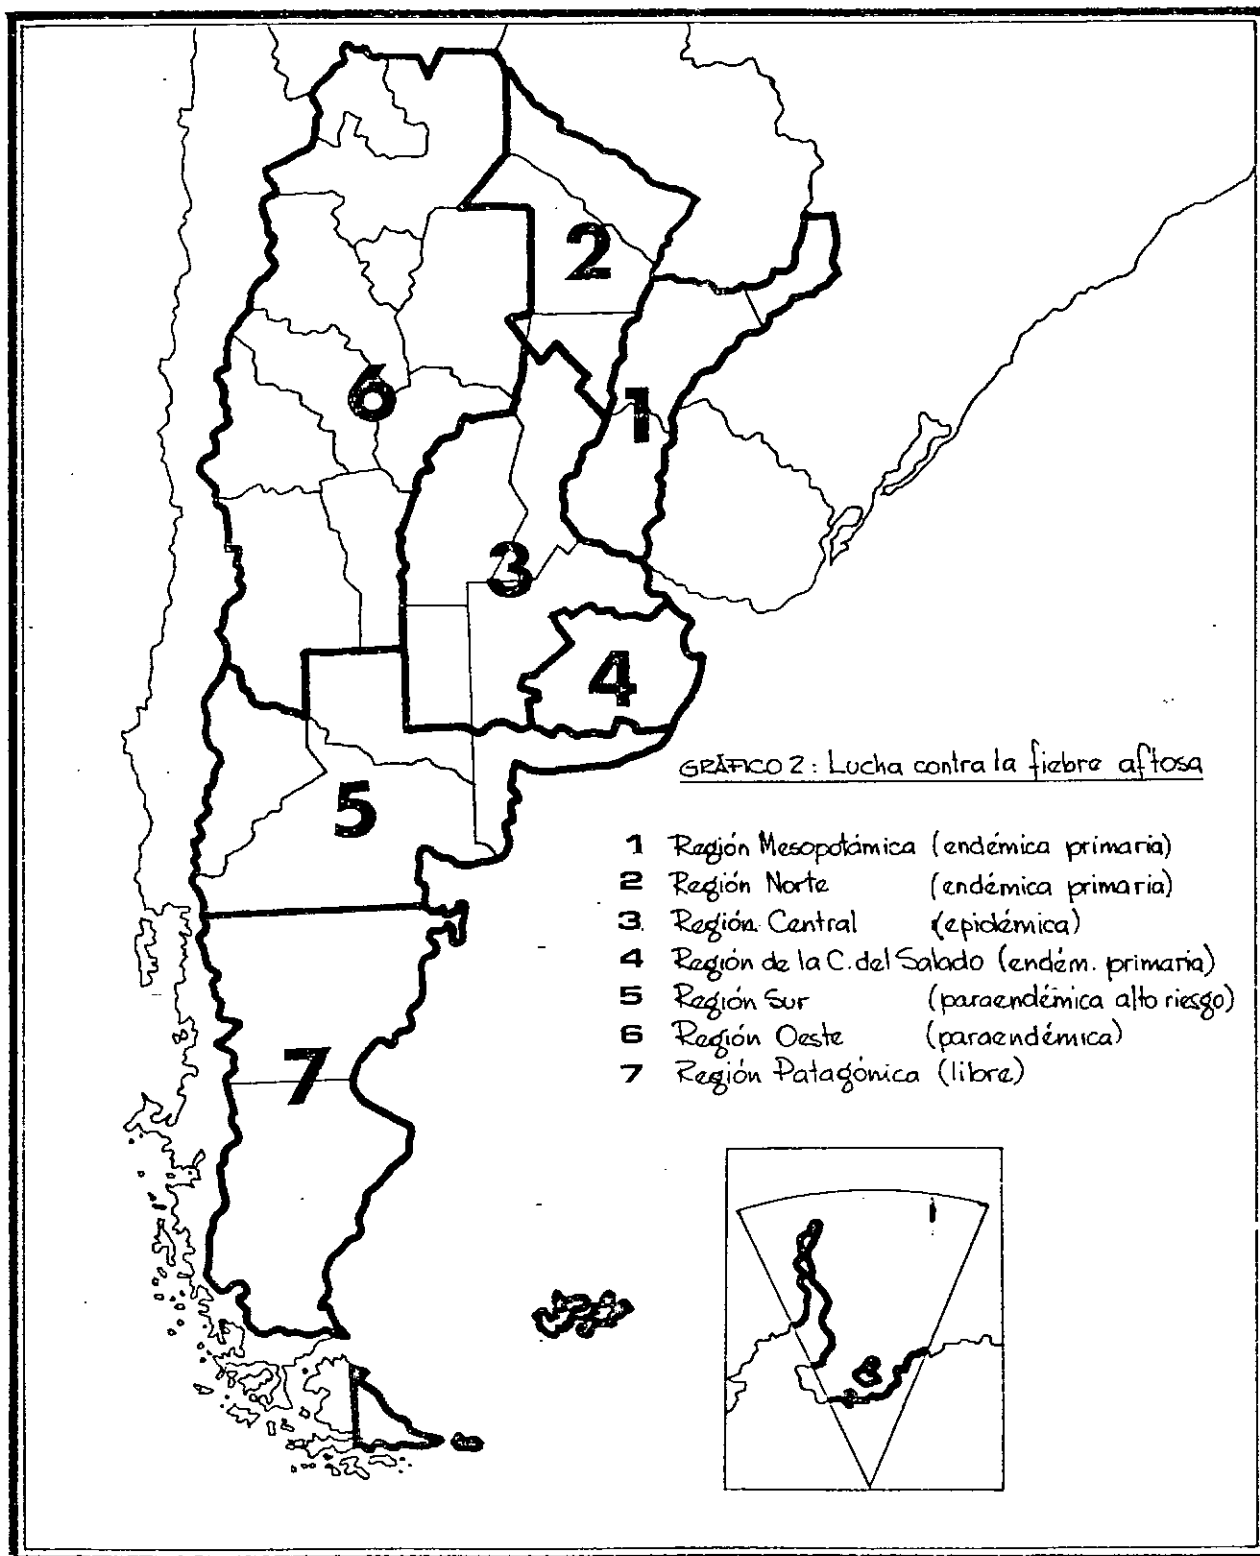 2
6
1
3
4
5
7
GRÁFICO 2: Lucha contra la fiebre aftosa
1 Región Mesopotámica (endémica primaria)
2 Región Norte (endémica primaria)
3 Región Central (epidémica)
4 Región de la C. del Salado (endém. primaria)
5 Región Sur (paraendémica alto riesgo)
6 Región Oeste (paraendémica)
7 Región Patagónica (libre)